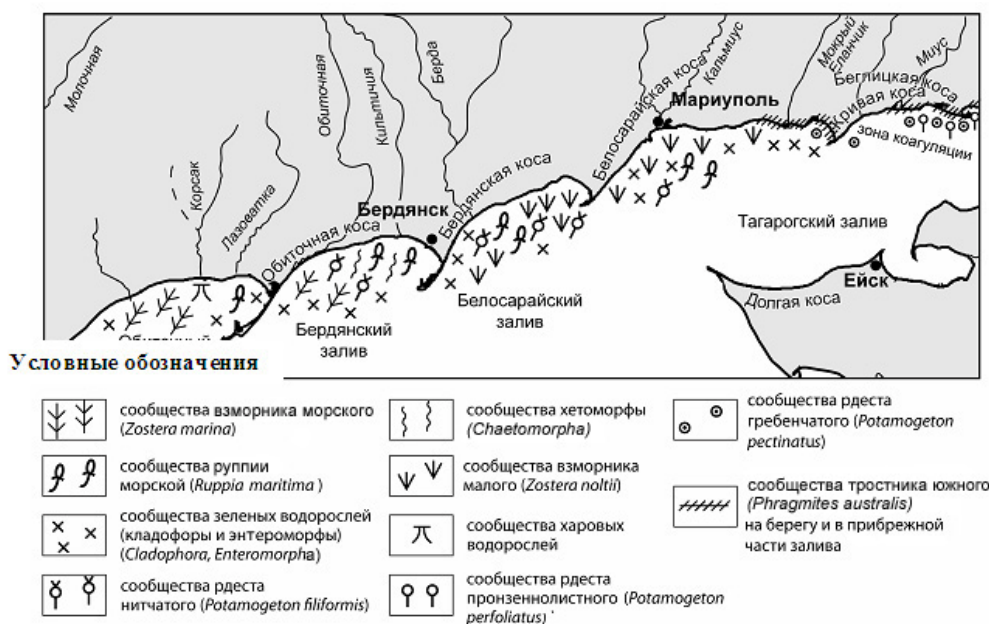 Молочная
Корсак
Лазоватка
Обиточная
Кильтичия
Берда
Белосарайская коса
Кальмиус
Мокрый
Еланчик
Миус
Беглицкая коса
Кривая коса
Мариуполь
зона коагуляции
Бердянская коса
Бердянск
Обиточная коса
Тагарогский залив
Ейск
Долгая коса
Белосарайский
залив
Бердянский
залив
Условные обозначения
сообщества взморника морского
(Zostera marina)
сообщества руппии
морской (Ruppia maritima )
сообщества зеленых водорослей
(кладофоры и энтероморфы)
(Cladophora, Enteromorpha)
сообщества рдеста
нитчатого (Potamogeton filiformis)
сообщества хетоморфы
(Chaetomorpha)
сообщества взморника
малого (Zostera noltii)
сообщества харовых
водорослей
сообщества рдеста
пронзеннолистного (Potamogeton
perfoliatus)
сообщества рдеста
гребенчатого (Potamogeton
pectinatus)
сообщества тростника южного
(Phragmites australis)
на берегу и в прибрежной
части залива